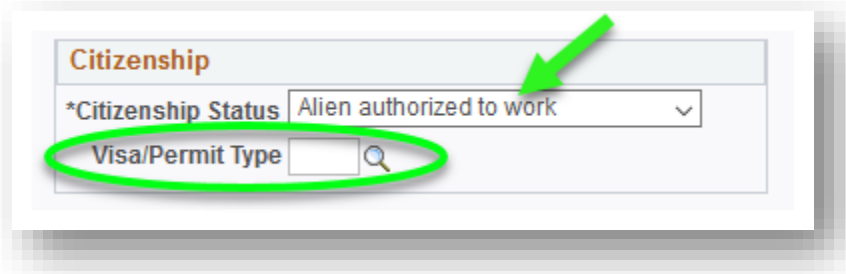 Citizenship
*Citizenship Status Alien authorized to work
Visa/Permit Type